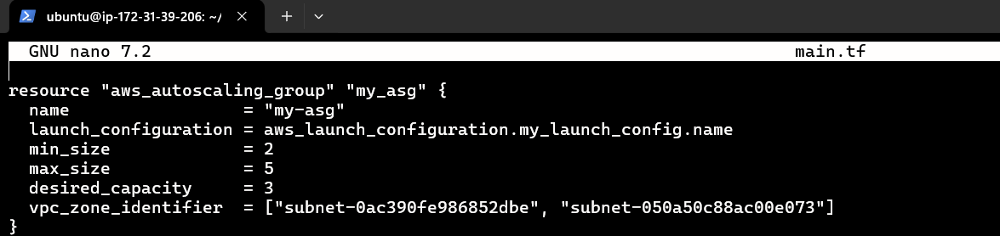 ubuntu@ip-172-31-39-206: ~/
GNU nano 7.2 main.tf
resource "aws_autoscaling_group" "my_asg" {
  name                 = "my-asg"
  launch_configuration = aws_launch_configuration.my_launch_config.name
  min_size             = 2
  max_size             = 5
  desired_capacity     = 3
  vpc_zone_identifier  = ["subnet-0ac390fe986852dbe", "subnet-050a50c88ac00e073"]
}